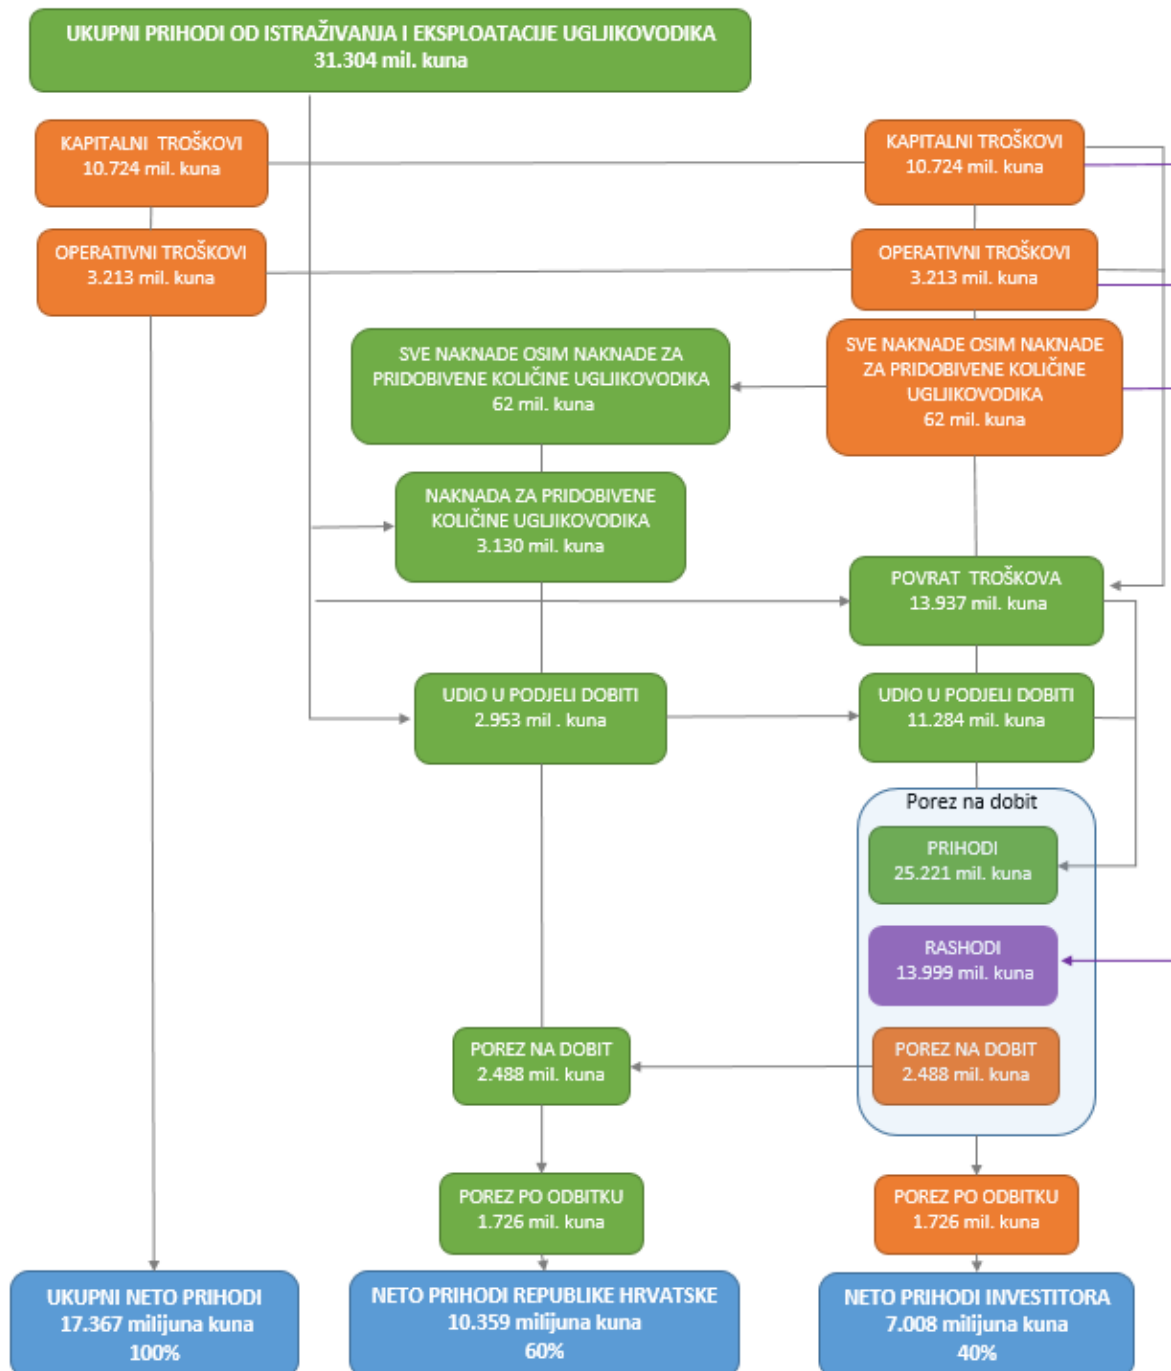 UKUPNI PRIHODI OD ISTRAŽIVANJA I EKSPLOATACIJE UGLJIKOVODIKA
31.304 mil. kuna
KAPITALNI TROŠKOVI
10.724 mil. kuna
KAPITALNI TROŠKOVI
10.724 mil. kuna
OPERATIVNI TROŠKOVI
3.213 mil. kuna
OPERATIVNI TROŠKOVI
3.213 mil. kuna
SVE NAKNADE OSIM NAKNADE ZA
PRIDOBIVENE KOLIČINE UGLJIKOVODIKA
62 mil. kuna
SVE NAKNADE OSIM NAKNADE
ZA PRIDOBIVENE KOLIČINE
UGLJIKOVODIKA
62 mil. kuna
NAKNADA ZA PRIDOBIVENE
KOLIČINE UGLJIKOVODIKA
3.130 mil. kuna
POVRAT TROŠKOVA
13.937 mil. kuna
UDIO U PODJELI DOBITI
2.953 mil . kuna
UDIO U PODJELI DOBITI
11.284 mil. kuna
Porez na dobit
PRIHODI
25.221 mil. kuna
RASHODI
13.999 mil. kuna
POREZ NA DOBIT
2.488 mil. kuna
POREZ NA DOBIT
2.488 mil. kuna
POREZ PO ODBITKU
1.726 mil. kuna
POREZ PO ODBITKU
1.726 mil. kuna
UKUPNI NETO PRIHODI
17.367 milijuna kuna
100%
NETO PRIHODI REPUBLIKE HRVATSKE
10.359 milijuna kuna
60%
NETO PRIHODI INVESTITORA
7.008 milijuna kuna
40%